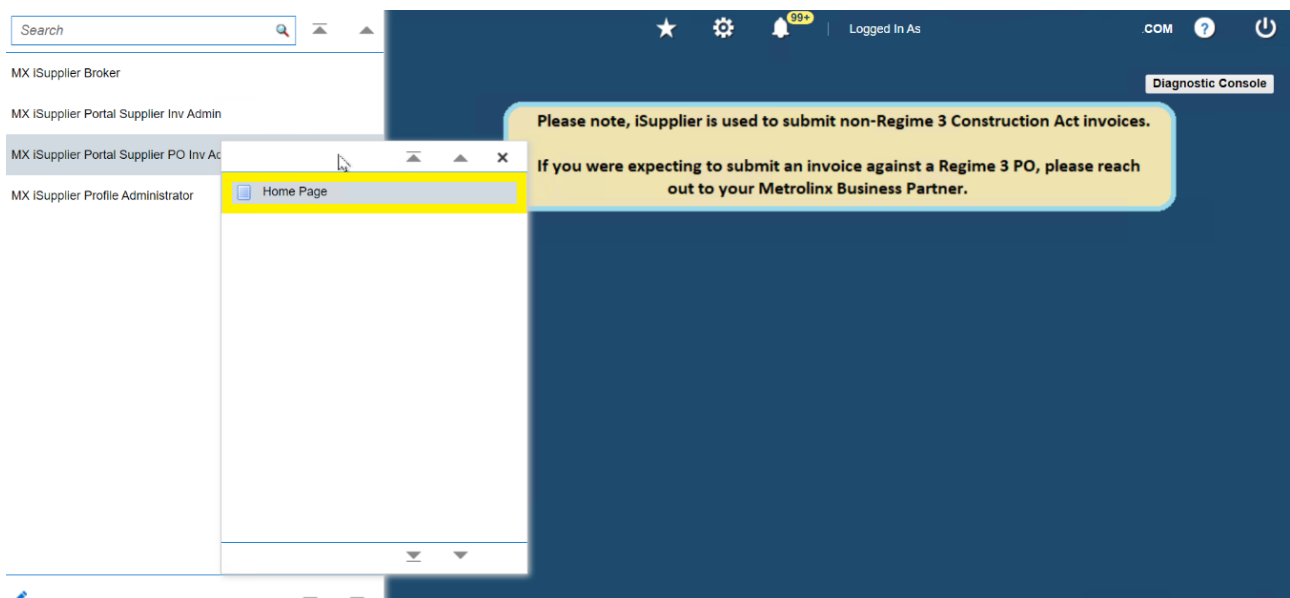 Search
99+
Logged In As
.COM
?
MX iSupplier Broker
Diagnostic Console
MX iSupplier Portal Supplier Inv Admin
Please note, iSupplier is used to submit non-Regime 3 Construction Act invoices.
MX iSupplier Portal Supplier PO Inv Ad
If you were expecting to submit an invoice against a Regime 3 PO, please reach
out to your Metrolinx Business Partner.
MX iSupplier Profile Administrator
Home Page